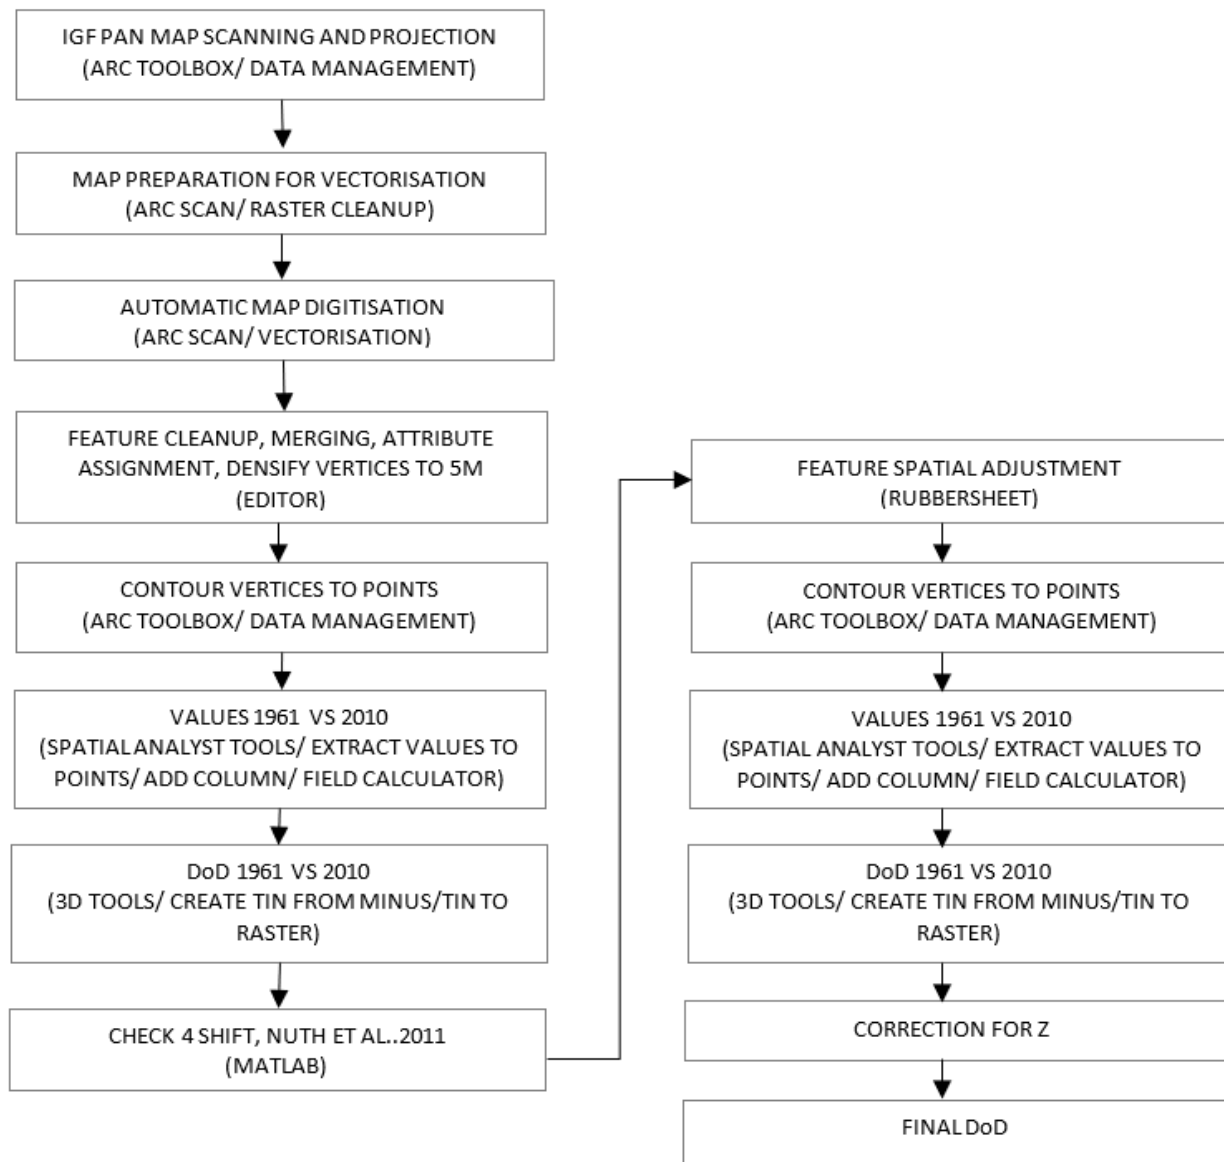 IGF PAN MAP SCANNING AND PROJECTION
(ARC TOOLBOX/ DATA MANAGEMENT)
MAP PREPARATION FOR VECTORISATION
(ARC SCAN/ RASTER CLEANUP)
AUTOMATIC MAP DIGITISATION
(ARC SCAN/ VECTORISATION)
FEATURE CLEANUP, MERGING, ATTRIBUTE
ASSIGNMENT, DENSIFY VERTICES TO 5M
(EDITOR)
CONTOUR VERTICES TO POINTS
(ARC TOOLBOX/ DATA MANAGEMENT)
VALUES 1961 VS 2010
(SPATIAL ANALYST TOOLS/ EXTRACT VALUES TO
POINTS/ ADD COLUMN/ FIELD CALCULATOR)
DoD 1961 VS 2010
(3D TOOLS/ CREATE TIN FROM MINUS/TIN TO
RASTER)
CHECK 4 SHIFT, NUTH ET AL..2011
(MATLAB)
FEATURE SPATIAL ADJUSTMENT
(RUBBERSHEET)
CONTOUR VERTICES TO POINTS
(ARC TOOLBOX/ DATA MANAGEMENT)
VALUES 1961 VS 2010
(SPATIAL ANALYST TOOLS/ EXTRACT VALUES TO
POINTS/ ADD COLUMN/ FIELD CALCULATOR)
DoD 1961 VS 2010
(3D TOOLS/ CREATE TIN FROM MINUS/TIN TO
RASTER)
CORRECTION FOR Z
FINAL DoD